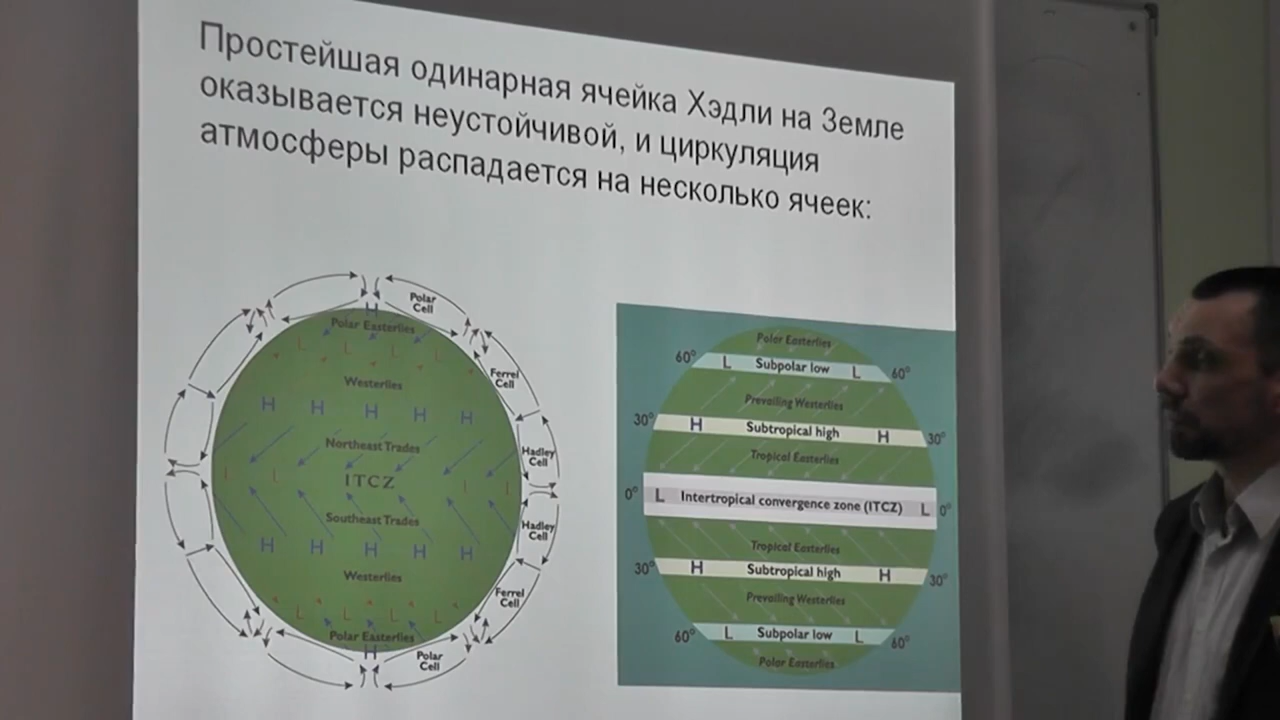 Простейшая одинарная ячейка Хэдли на Земле
оказывается неустойчивой, и циркуляция
атмосферы распадается на несколько ячеек:
Polar
Cell
H
Polar Easterlies
L L L L
Ferrel
Cell
Westerlies
H H H H H
Northeast Trades
Hadley
Cell
L L ITCZ L L
Southeast Trades
Hadley
Cell
H H H H H
Westerlies
Ferrel
Cell
L L L L
Polar Easterlies
H
Polar
Cell
Polar Easterlies
60° L Subpolar low L 60°
Prevailing Westerlies
30° H Subtropical high H 30°
Tropical Easterlies
0° L Intertropical convergence zone (ITCZ) L 0°
Tropical Easterlies
30° H Subtropical high H 30°
Prevailing Westerlies
60° L Subpolar low L 60°
Polar Easterlies